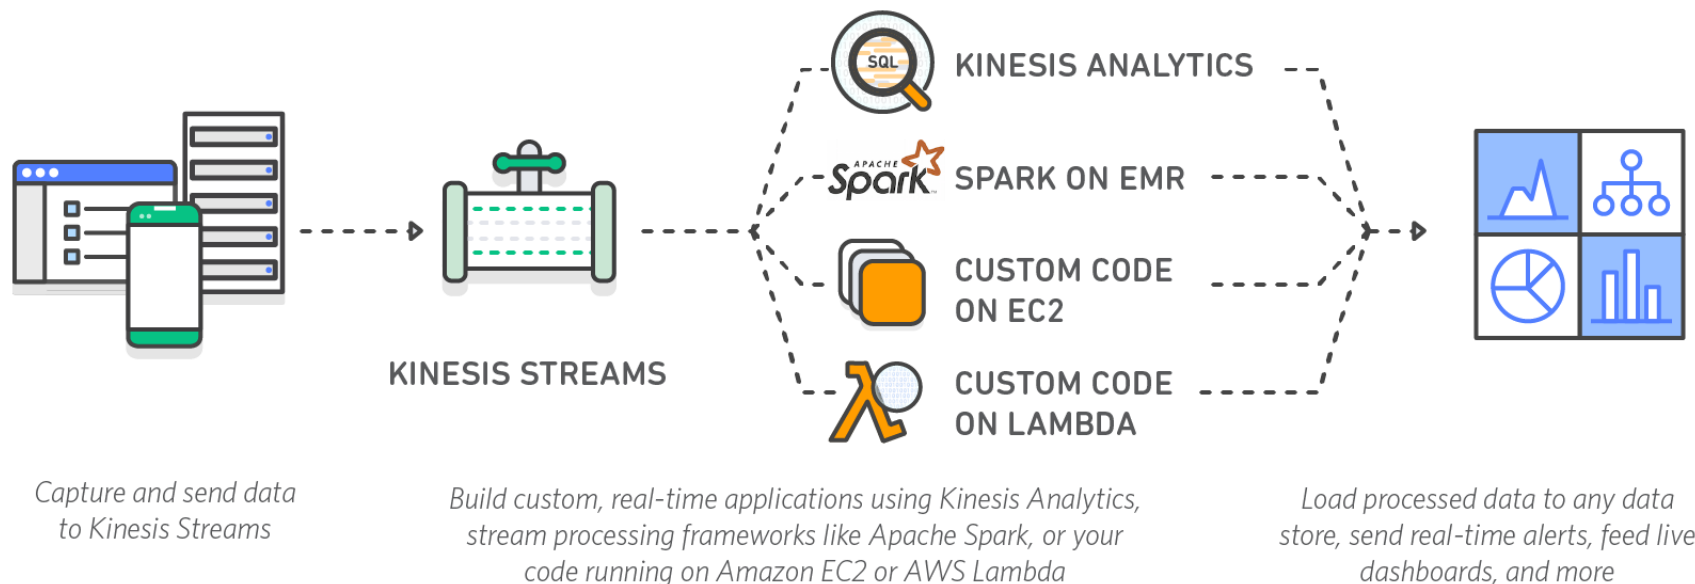 SQL
KINESIS ANALYTICS
APACHE
Spark
SPARK ON EMR
CUSTOM CODE
ON EC2
KINESIS STREAMS
CUSTOM CODE
ON LAMBDA
Capture and send data
to Kinesis Streams
Build custom, real-time applications using Kinesis Analytics,
stream processing frameworks like Apache Spark, or your
code running on Amazon EC2 or AWS Lambda
Load processed data to any data
store, send real-time alerts, feed live
dashboards, and more